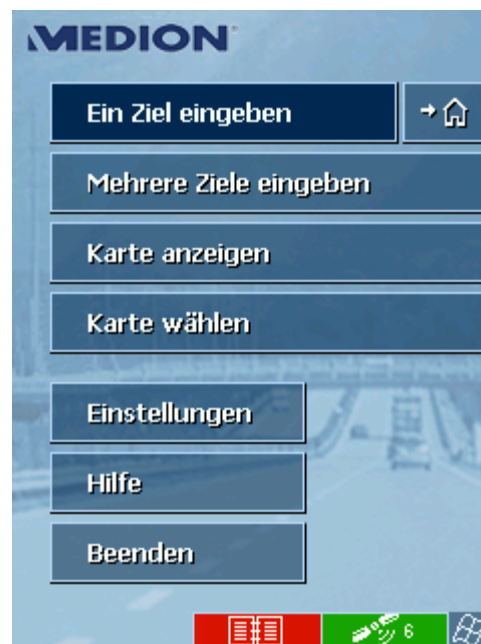 MEDION
Ein Ziel eingeben
Mehrere Ziele eingeben
Karte anzeigen
Karte wählen
Einstellungen
Hilfe
Beenden
6